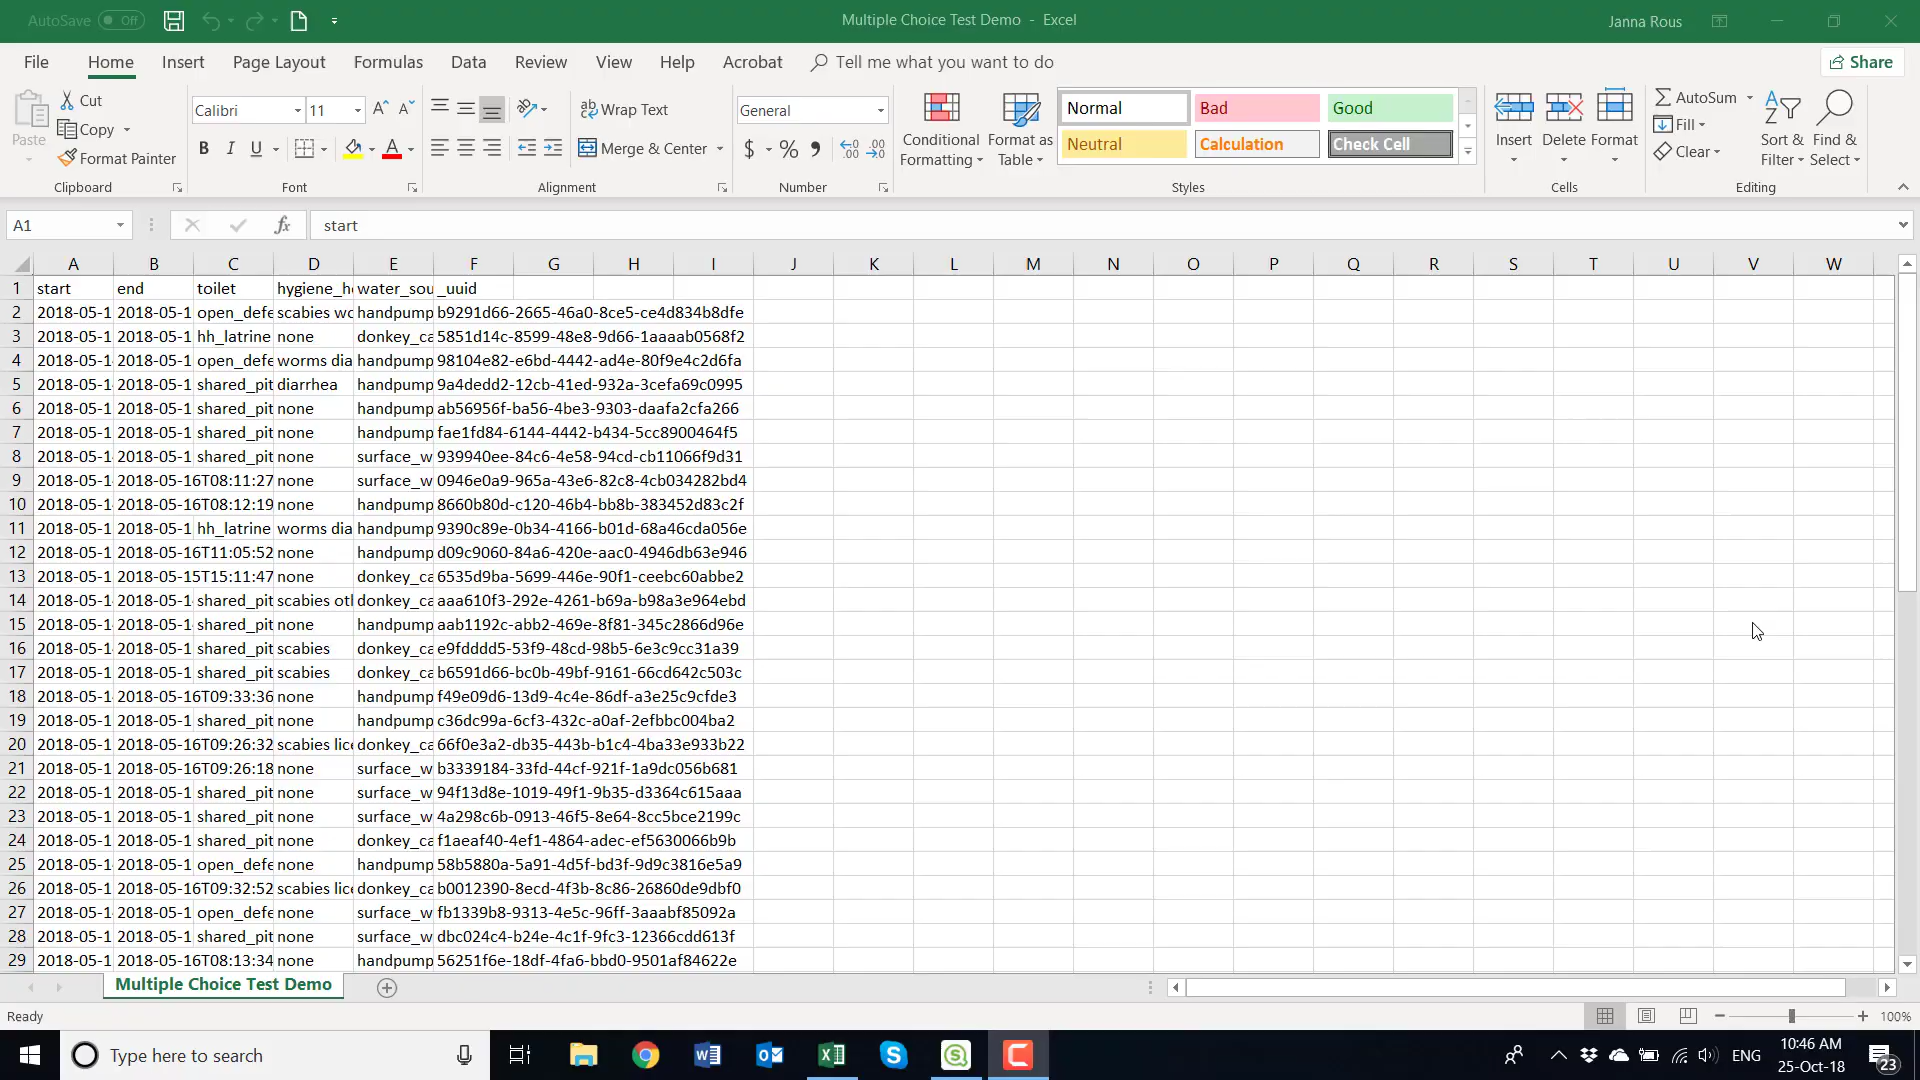 AutoSave Off Multiple Choice Test Demo - Excel Janna Rous
File Home Insert Page Layout Formulas Data Review View Help Acrobat Tell me what you want to do Share
Cut Calibri 11 Wrap Text General Normal Bad Good AutoSum
Paste Copy Conditional Formatting Format as Table Insert Delete Format Fill Sort & Filter Find & Select
Format Painter B I U Merge & Center $ % Neutral Calculation Check Cell Clear
Clipboard Font Alignment Number Styles Cells Editing
A1 fx start
A B C D E F G H I J K L M N O P Q R S T U V W
1 start end toilet hygiene_he water_sou _uuid
2 2018-05-1 2018-05-1 open_defe scabies wo handpump b9291d66-2665-46a0-8ce5-ce4d834b8dfe
3 2018-05-1 2018-05-1 hh_latrine none donkey_ca 5851d14c-8599-48e8-9d66-1aaaab0568f2
4 2018-05-1 2018-05-1 open_defe worms dia handpump 98104e82-e6bd-4442-ad4e-80f9e4c2d6fa
5 2018-05-1 2018-05-1 shared_pit diarrhea handpump 9a4dedd2-12cb-41ed-932a-3cefa69c0995
6 2018-05-1 2018-05-1 shared_pit none handpump ab56956f-ba56-4be3-9303-daafa2cfa266
7 2018-05-1 2018-05-1 shared_pit none handpump fae1fd84-6144-4442-b434-5cc8900464f5
8 2018-05-1 2018-05-1 shared_pit none surface_w 939940ee-84c6-4e58-94cd-cb11066f9d31
9 2018-05-1 2018-05-16T08:11:27 none surface_w 0946e0a9-965a-43e6-82c8-4cb034282bd4
10 2018-05-1 2018-05-16T08:12:19 none handpump 8660b80d-c120-46b4-bb8b-383452d83c2f
11 2018-05-1 2018-05-1 hh_latrine worms dia handpump 9390c89e-0b34-4166-b01d-68a46cda056e
12 2018-05-1 2018-05-16T11:05:52 none handpump d09c9060-84a6-420e-aac0-4946db63e946
13 2018-05-1 2018-05-15T15:11:47 none donkey_ca 6535d9ba-5699-446e-90f1-ceebc60abbe2
14 2018-05-1 2018-05-1 shared_pit scabies oth donkey_ca aaa610f3-292e-4261-b69a-b98a3e964ebd
15 2018-05-1 2018-05-1 shared_pit none handpump aab1192c-abb2-469e-8f81-345c2866d96e
16 2018-05-1 2018-05-1 shared_pit scabies donkey_ca e9fdddd5-53f9-48cd-98b5-6e3c9cc31a39
17 2018-05-1 2018-05-1 shared_pit scabies donkey_ca b6591d66-bc0b-49bf-9161-66cd642c503c
18 2018-05-1 2018-05-16T09:33:36 none handpump f49e09d6-13d9-4c4e-86df-a3e25c9cfde3
19 2018-05-1 2018-05-1 shared_pit none handpump c36dc99a-6cf3-432c-a0af-2efbbc004ba2
20 2018-05-1 2018-05-16T09:26:32 scabies lice donkey_ca 66f0e3a2-db35-443b-b1c4-4ba33e933b22
21 2018-05-1 2018-05-16T09:26:18 none surface_w b3339184-33fd-44cf-921f-1a9dc056b681
22 2018-05-1 2018-05-1 shared_pit none surface_w 94f13d8e-1019-49f1-9b35-d3364c615aaa
23 2018-05-1 2018-05-1 shared_pit none surface_w 4a298c6b-0913-46f5-8e64-8cc5bce2199c
24 2018-05-1 2018-05-1 shared_pit none donkey_ca f1aeaf40-4ef1-4864-adec-ef5630066b9b
25 2018-05-1 2018-05-1 open_defe none handpump 58b5880a-5a91-4d5f-bd3f-9d9c3816e5a9
26 2018-05-1 2018-05-16T09:32:52 scabies lice donkey_ca b0012390-8ecd-4f3b-8c86-26860de9dbf0
27 2018-05-1 2018-05-1 open_defe none surface_w fb1339b8-9313-4e5c-96ff-3aaabf85092a
28 2018-05-1 2018-05-1 shared_pit none surface_w dbc024c4-b24e-4c1f-9fc3-12366cdd613f
29 2018-05-1 2018-05-16T08:13:34 none handpump 56251f6e-18df-4fa6-bbd0-9501af84622e
Multiple Choice Test Demo
Ready 100%
Type here to search ENG 10:46 AM
25-Oct-18 23